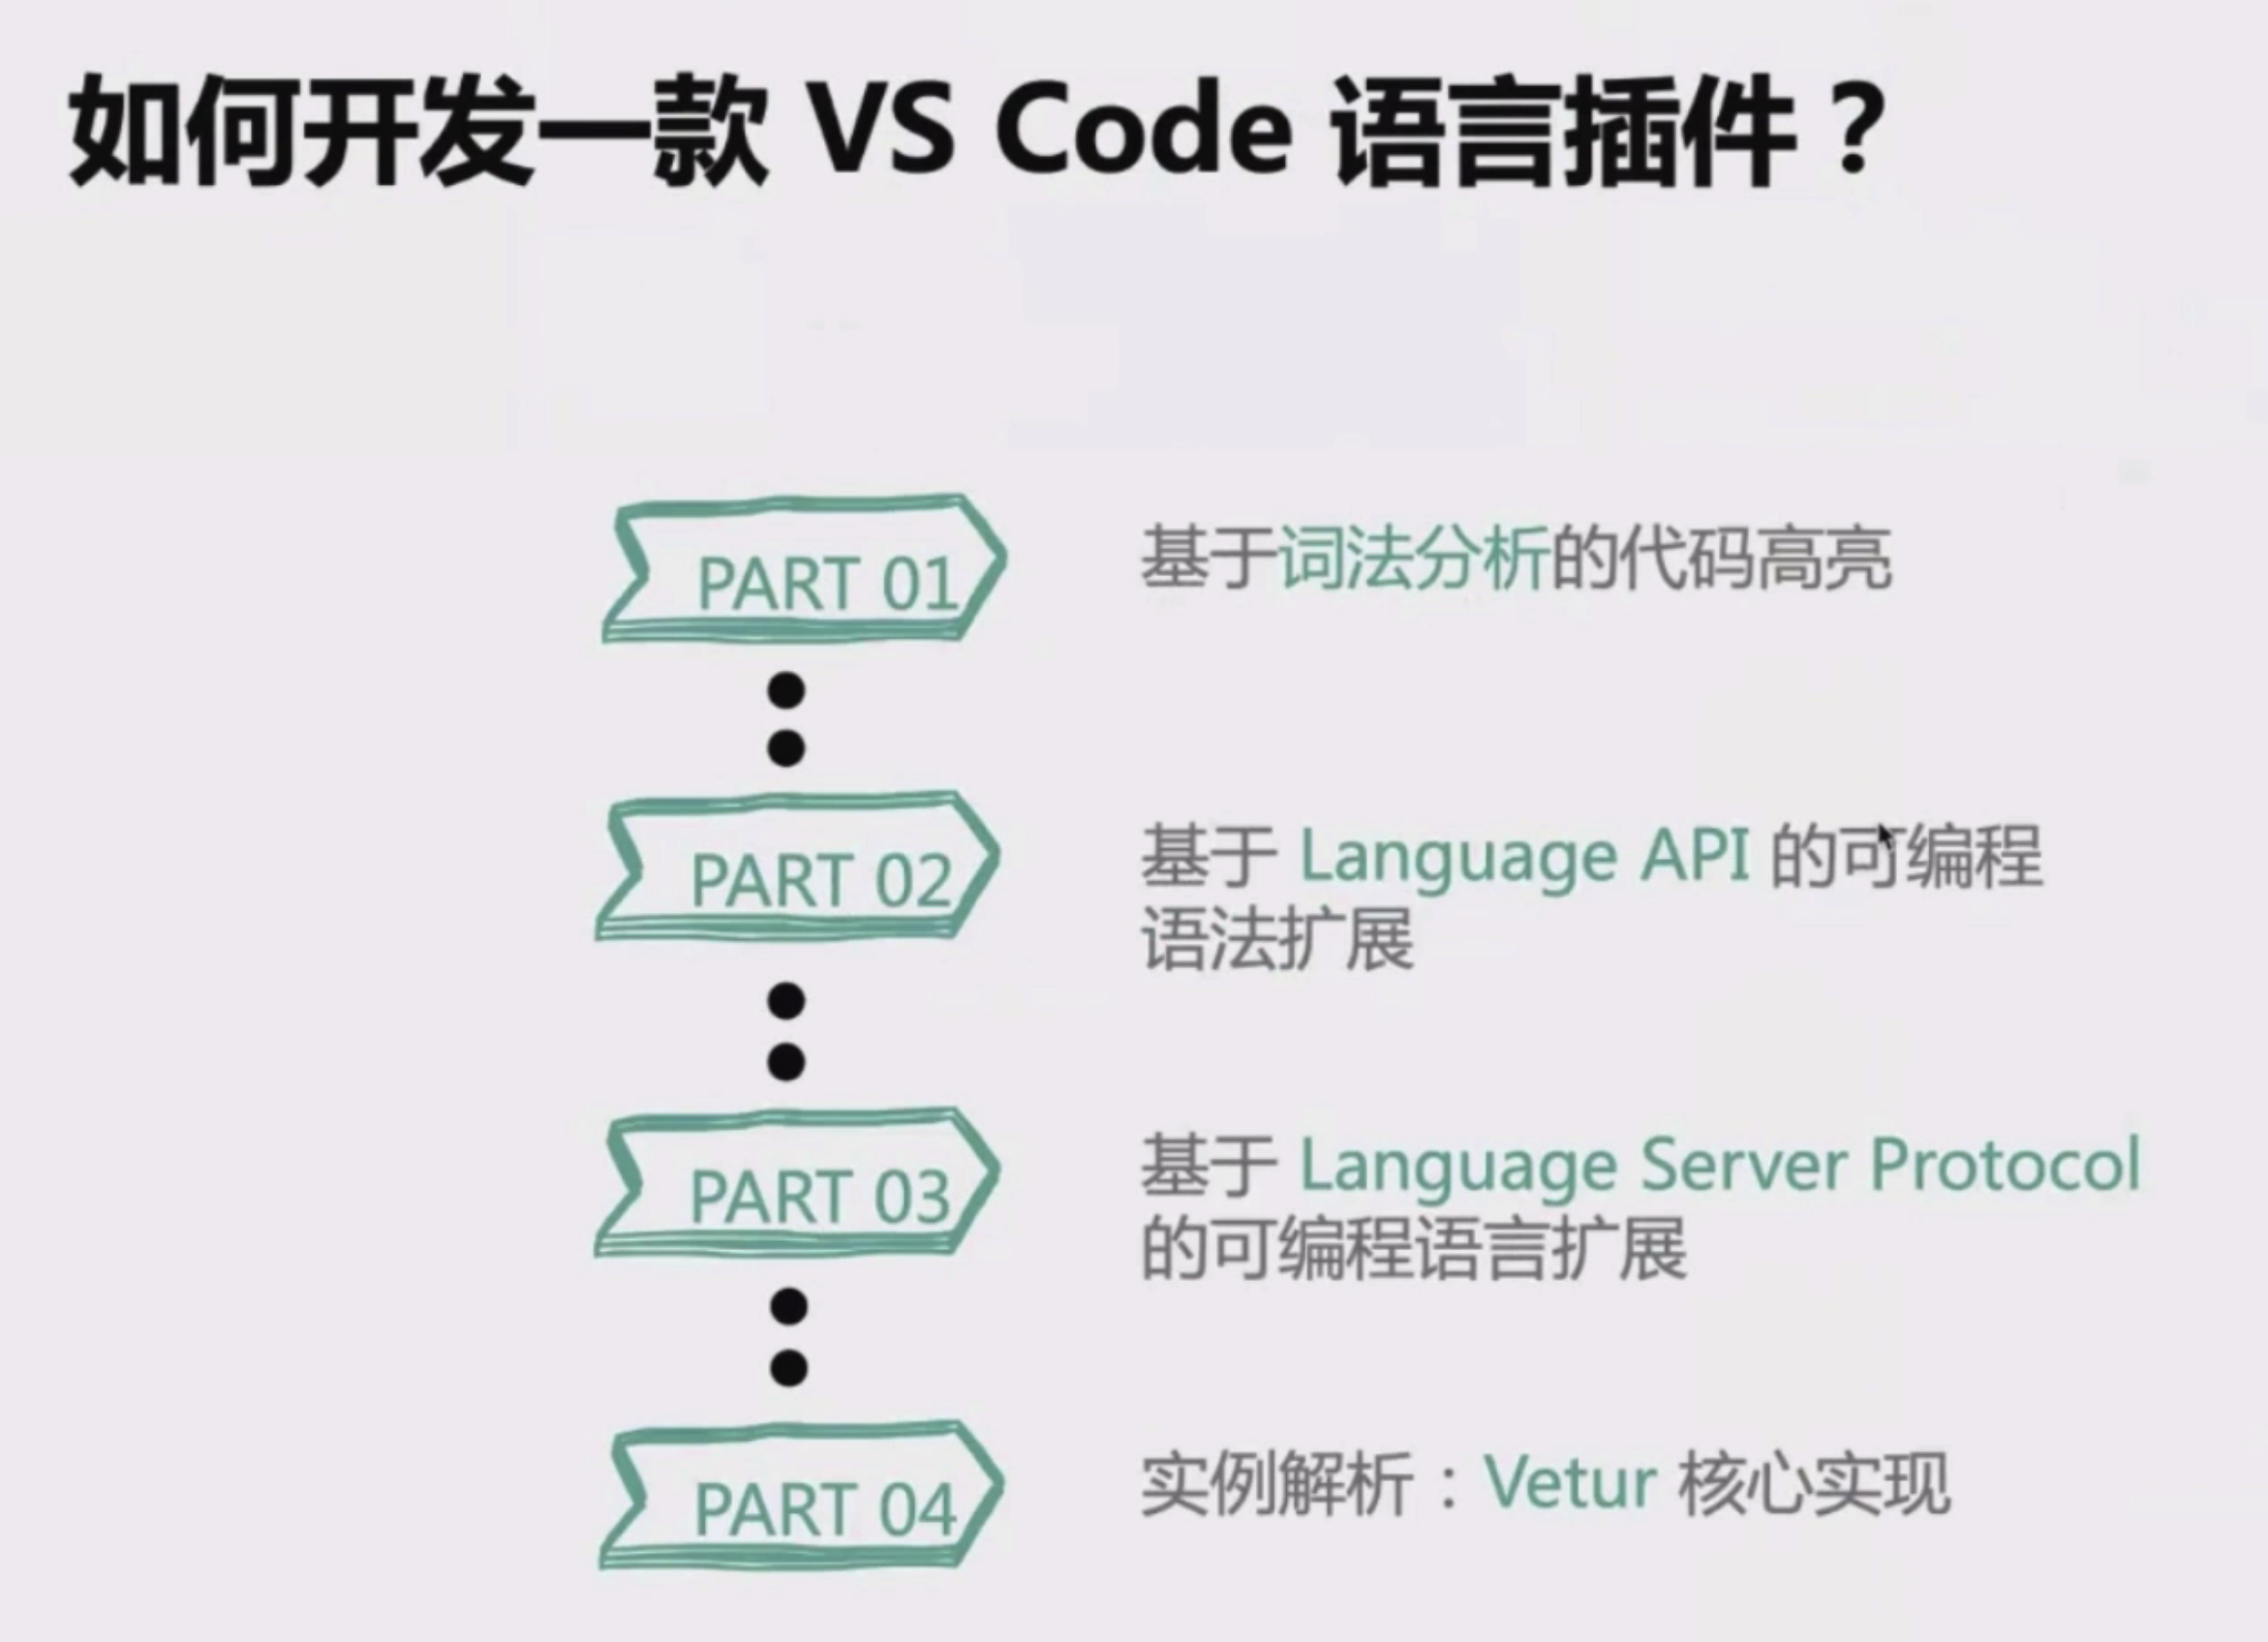 如何开发一款 VS Code 语言插件？
PART 01
基于词法分析的代码高亮
PART 02
基于 Language API 的可编程
语法扩展
PART 03
基于 Language Server Protocol
的可编程语言扩展
PART 04
实例解析：Vetur 核心实现